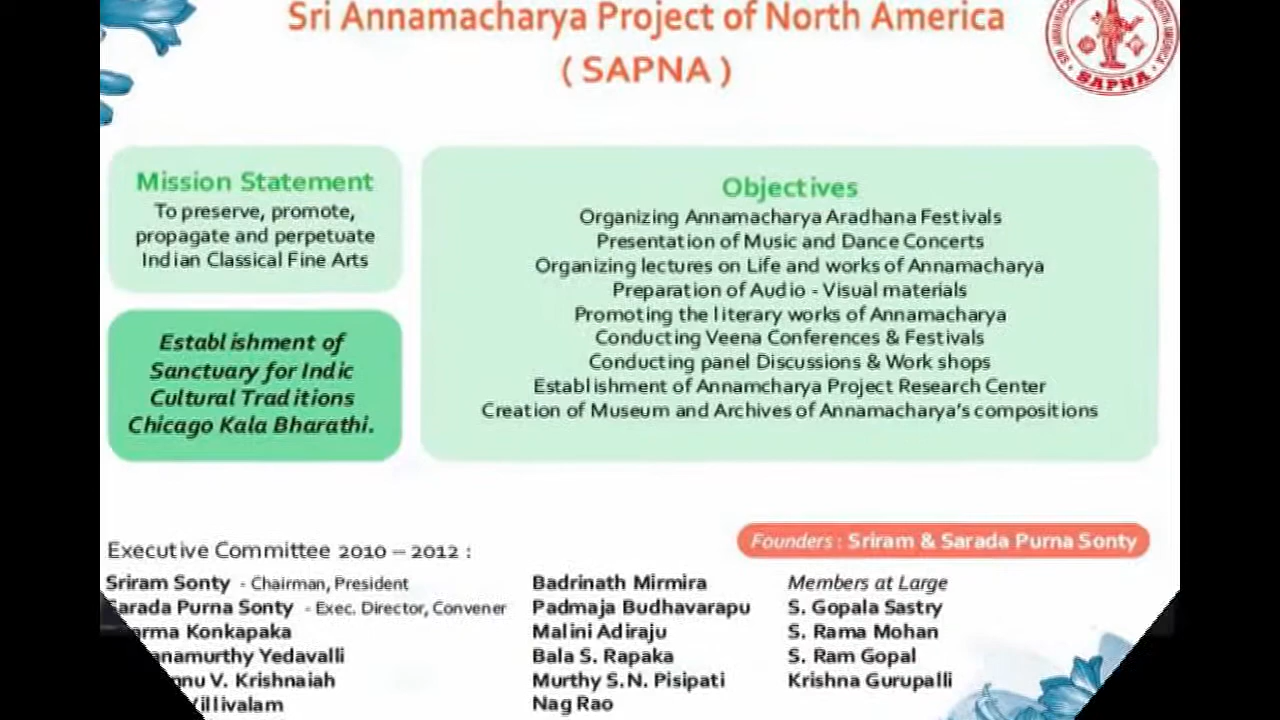 Sri Annamacharya Project of North America
( SAPNA )
SAPNA
Mission Statement
To preserve, promote,
propagate and perpetuate
Indian Classical Fine Arts
Establishment of
Sanctuary for Indic
Cultural Traditions
Chicago Kala Bharathi.
Objectives
Organizing Annamacharya Aradhana Festivals
Presentation of Music and Dance Concerts
Organizing lectures on Life and works of Annamacharya
Preparation of Audio - Visual materials
Promoting the literary works of Annamacharya
Conducting Veena Conferences & Festivals
Conducting panel Discussions & Work shops
Establishment of Annamcharya Project Research Center
Creation of Museum and Archives of Annamacharya's compositions
Founders : Sriram & Sarada Purna Sonty
Executive Committee 2010 – 2012 :
Sriram Sonty - Chairman, President
Sarada Purna Sonty - Exec. Director, Convener
Konkapaka
Yedavalli
V. Krishnaiah
Badrinath Mirmira
Padmaja Budhavarapu
Malini Adiraju
Bala S. Rapaka
Murthy S.N. Pisipati
Nag Rao
Members at Large
S. Gopala Sastry
S. Rama Mohan
S. Ram Gopal
Krishna Gurupalli